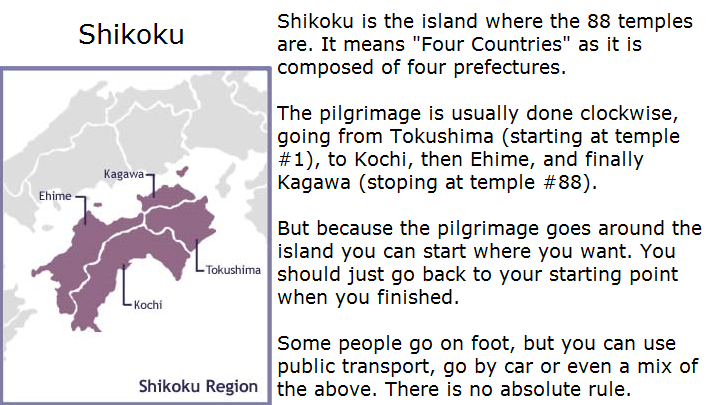 Shikoku
Kagawa
Ehime
Tokushima
Kochi
Shikoku Region
Shikoku is the island where the 88 temples
are. It means "Four Countries" as it is
composed of four prefectures.
The pilgrimage is usually done clockwise,
going from Tokushima (starting at temple
#1), to Kochi, then Ehime, and finally
Kagawa (stoping at temple #88).
But because the pilgrimage goes around the
island you can start where you want. You
should just go back to your starting point
when you finished.
Some people go on foot, but you can use
public transport, go by car or even a mix of
the above. There is no absolute rule.